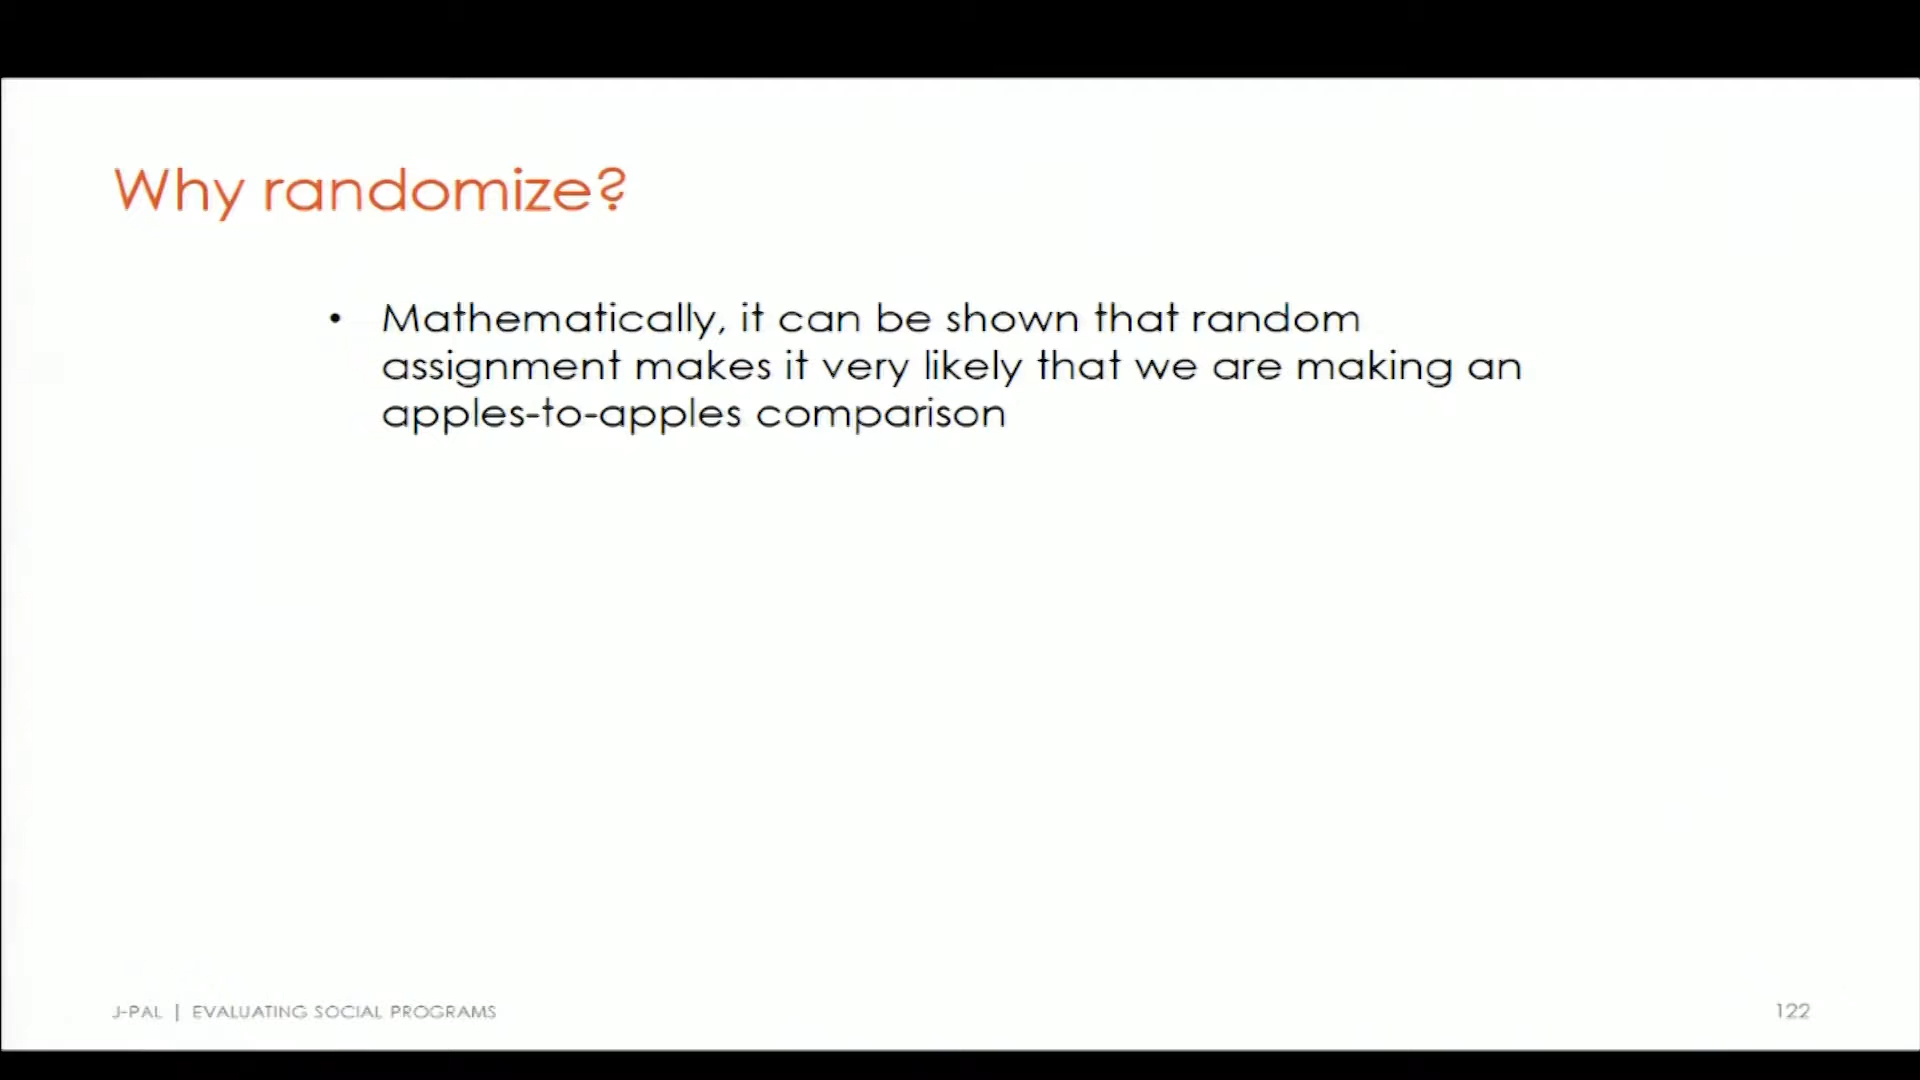 Why randomize?
• Mathematically, it can be shown that random
assignment makes it very likely that we are making an
apples-to-apples comparison
J-PAL | EVALUATING SOCIAL PROGRAMS
122